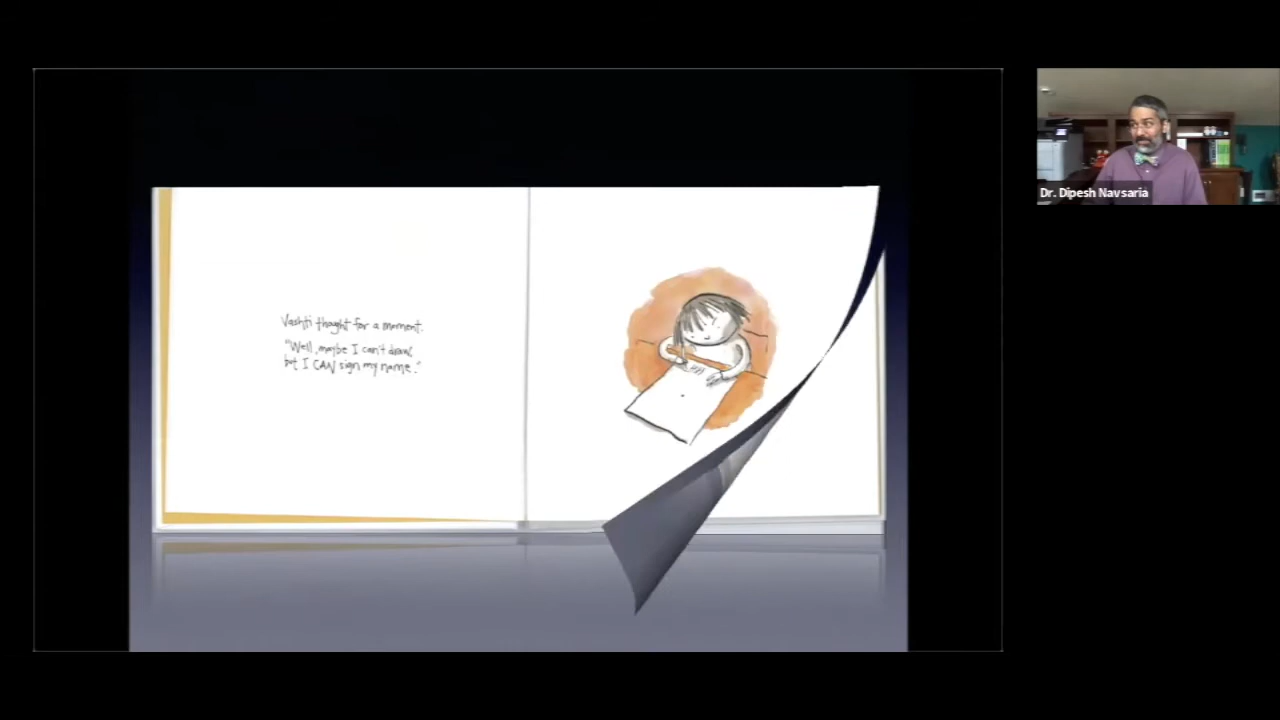 Vashti thought for a moment.
"Well, maybe I can't draw,
but I CAN sign my name."
Dr. Dipesh Navsaria